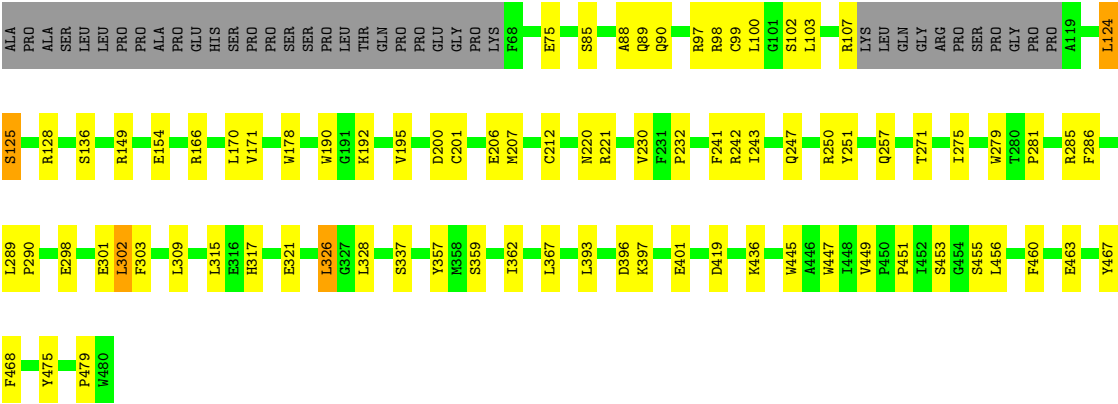 ALA PRO ALA SER LEU LEU PRO PRO ALA PRO GLU HIS SER PRO PRO SER SER PRO LEU THR GLN PRO PRO GLU GLY PRO LYS F68 E75 S85 A88 Q89 Q90 R97 R98 C99 L100 G101 S102 L103 R107 LYS LEU GLN GLY ARG PRO SER PRO GLY PRO PRO A119 L124
S125 R128 S136 R149 E154 R166 L170 V171 W178 W190 G191 K192 V195 D200 C201 E206 M207 C212 N220 R221 V230 F231 P232 F241 R242 I243 Q247 R250 Y251 Q257 T271 I275 W279 T280 P281 R285 F286
L289 P290 E298 E301 L302 F303 L309 L315 E316 H317 E321 L326 G327 L328 S337 Y357 M358 S359 I362 L367 L393 D396 K397 E401 D419 K436 W445 A446 W447 I448 V449 P450 P451 I452 S453 G454 S455 L456 F460 E463 Y467
F468 Y475 P479 W480